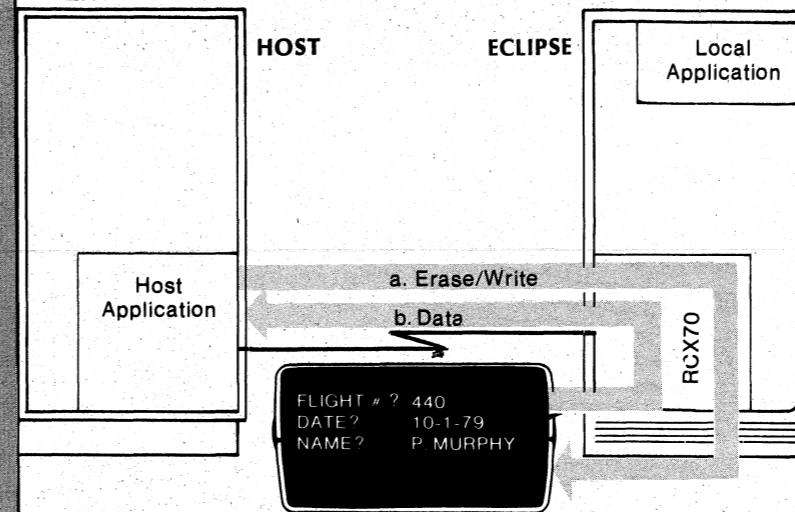 HOST
ECLIPSE
Local
Application
Host
Application
a. Erase/Write
b. Data
RCX70
FLIGHT # ? 440
DATE? 10-1-79
NAME? P. MURPHY